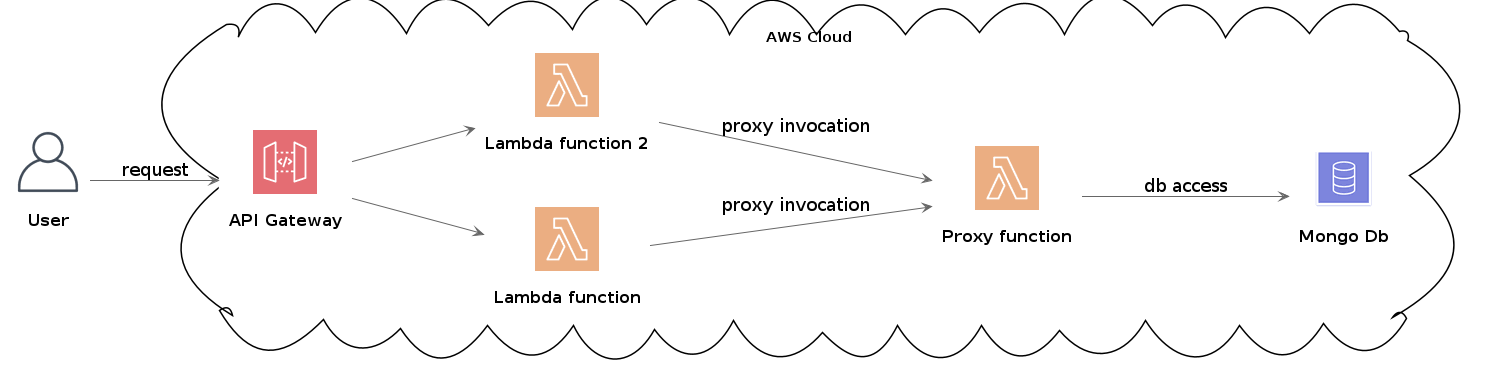 AWS Cloud
User
request
API Gateway
Lambda function 2
Lambda function
proxy invocation
proxy invocation
Proxy function
db access
Mongo Db